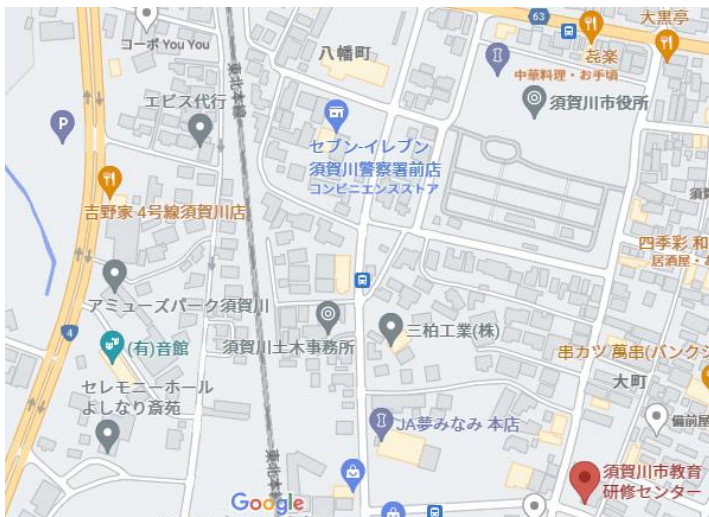 63
大黒亭
コーポ You You
八幡町
㐂楽
中華料理・お手頃
東北本線
エビス代行
須賀川市役所
P
セブン-イレブン
須賀川警察署前店
コンビニエンスストア
吉野家 4号線須賀川店
四季彩 和
居酒屋・お
アミューズパーク須賀川
4
(有)音館
須賀川土木事務所
三柏工業(株)
串カツ 萬串(バンクシ
大町
セレモニーホール
よしなり斎苑
JA夢みなみ 本店
備前屋
須賀川市教育
研修センター
東北本
Google